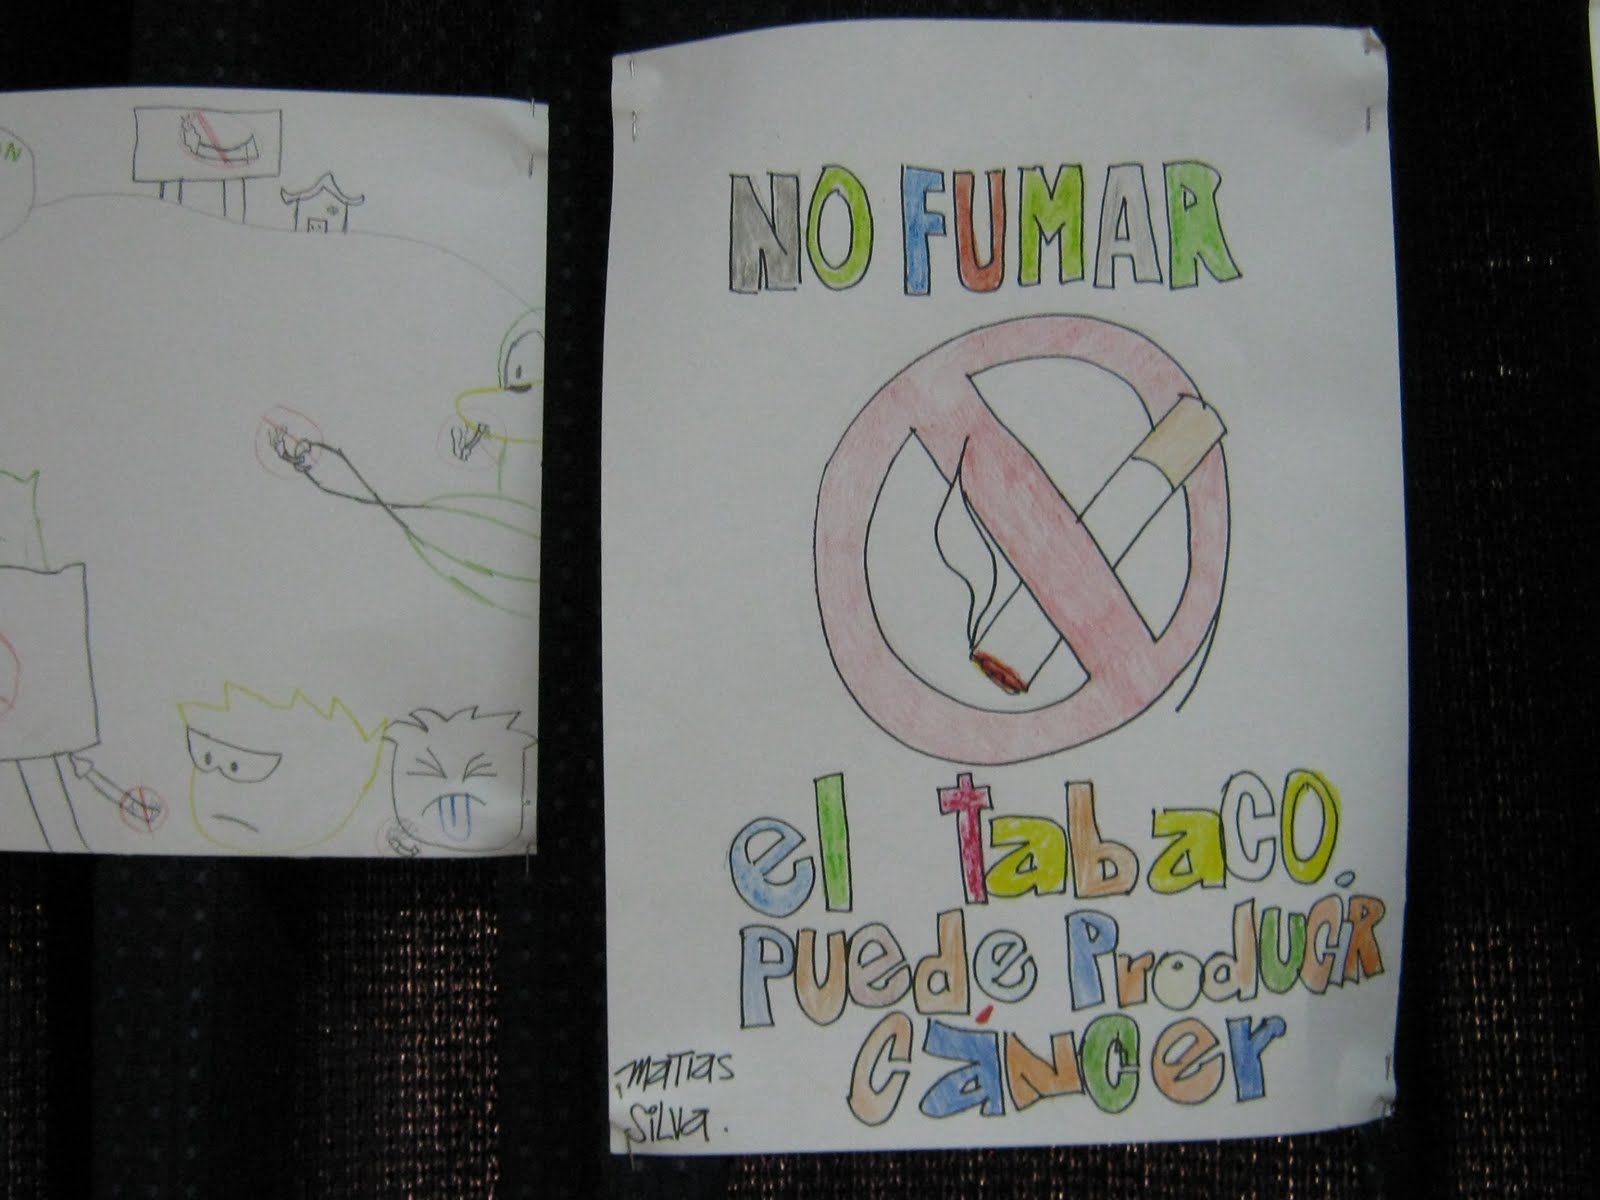 NO FUMAR
el tabaco.
Puede Producir
Cáncer
Matias
Silva.